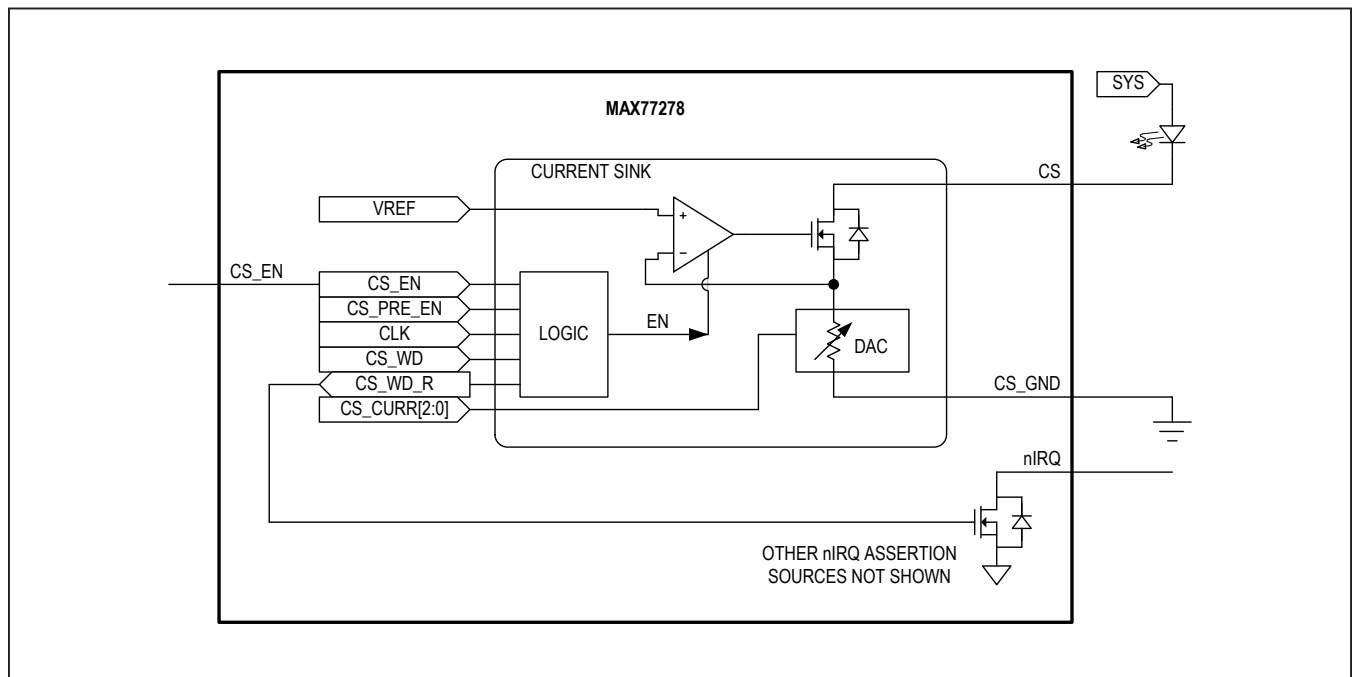 SYS
MAX77278
CURRENT SINK
CS
VREF
+
−
CS_EN
CS_EN
CS_PRE_EN
CLK
LOGIC
EN
DAC
CS_WD
CS_WD_R
CS_GND
CS_CURR[2:0]
nIRQ
OTHER nIRQ ASSERTION
SOURCES NOT SHOWN